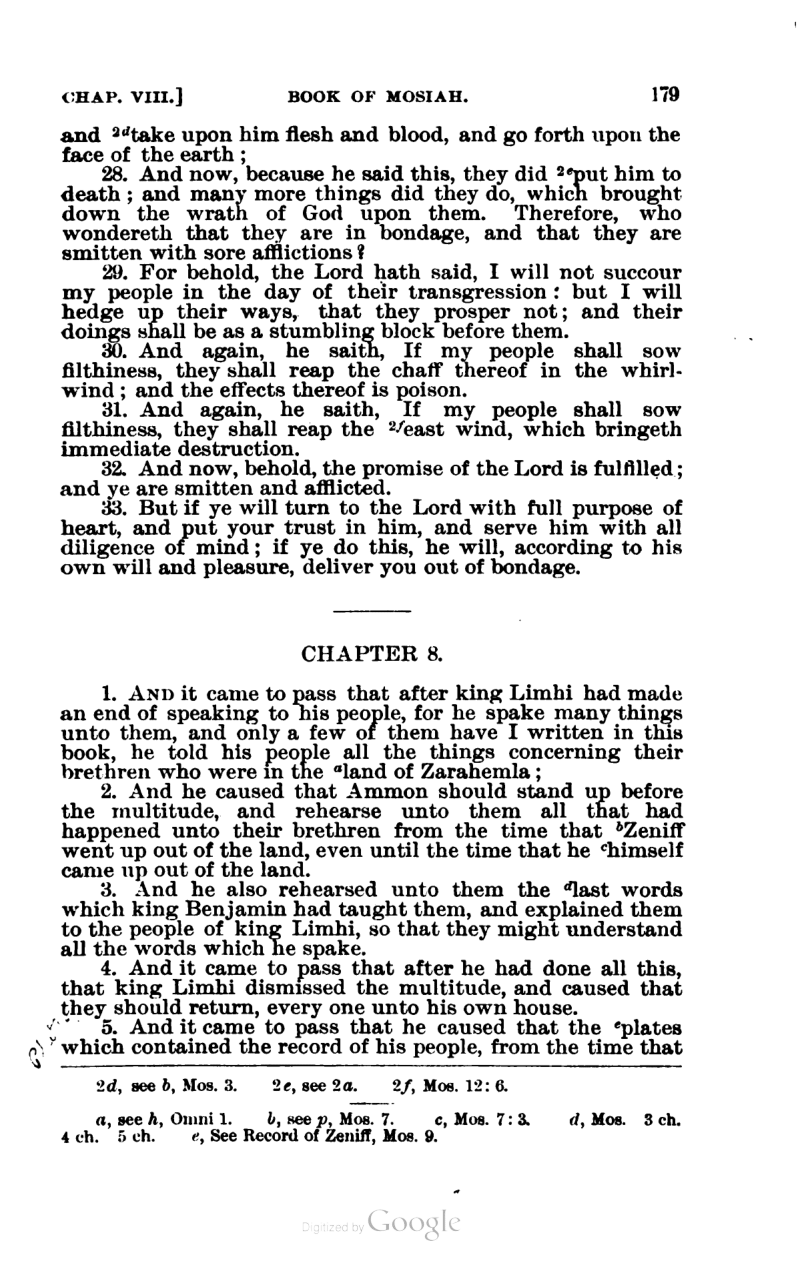 CHAP. VIII.] BOOK OF MOSIAH. 179
and 2dtake upon him flesh and blood, and go forth upon the
face of the earth;
28. And now, because he said this, they did 2eput him to
death; and many more things did they do, which brought
down the wrath of God upon them. Therefore, who
wondereth that they are in bondage, and that they are
smitten with sore afflictions?
29. For behold, the Lord hath said, I will not succour
my people in the day of their transgression: but I will
hedge up their ways, that they prosper not; and their
doings shall be as a stumbling block before them.
30. And again, he saith, If my people shall sow
filthiness, they shall reap the chaff thereof in the whirl-
wind; and the effects thereof is poison.
31. And again, he saith, If my people shall sow
filthiness, they shall reap the 2feast wind, which bringeth
immediate destruction.
32. And now, behold, the promise of the Lord is fulfilled;
and ye are smitten and afflicted.
33. But if ye will turn to the Lord with full purpose of
heart, and put your trust in him, and serve him with all
diligence of mind; if ye do this, he will, according to his
own will and pleasure, deliver you out of bondage.
CHAPTER 8.
1. AND it came to pass that after king Limhi had made
an end of speaking to his people, for he spake many things
unto them, and only a few of them have I written in this
book, he told his people all the things concerning their
brethren who were in the aland of Zarahemla;
2. And he caused that Ammon should stand up before
the multitude, and rehearse unto them all that had
happened unto their brethren from the time that bZeniff
went up out of the land, even until the time that he chimself
came up out of the land.
3. And he also rehearsed unto them the dlast words
which king Benjamin had taught them, and explained them
to the people of king Limhi, so that they might understand
all the words which he spake.
4. And it came to pass that after he had done all this,
that king Limhi dismissed the multitude, and caused that
they should return, every one unto his own house.
5. And it came to pass that he caused that the eplates
which contained the record of his people, from the time that
2d, see b, Mos. 3. 2e, see 2a. 2f, Mos. 12: 6.
a, see h, Omni 1. b, see p, Mos. 7. c, Mos. 7: 3. d, Mos. 3 ch.
4 ch. 5 ch. e, See Record of Zeniff, Mos. 9.
Digitized by Google